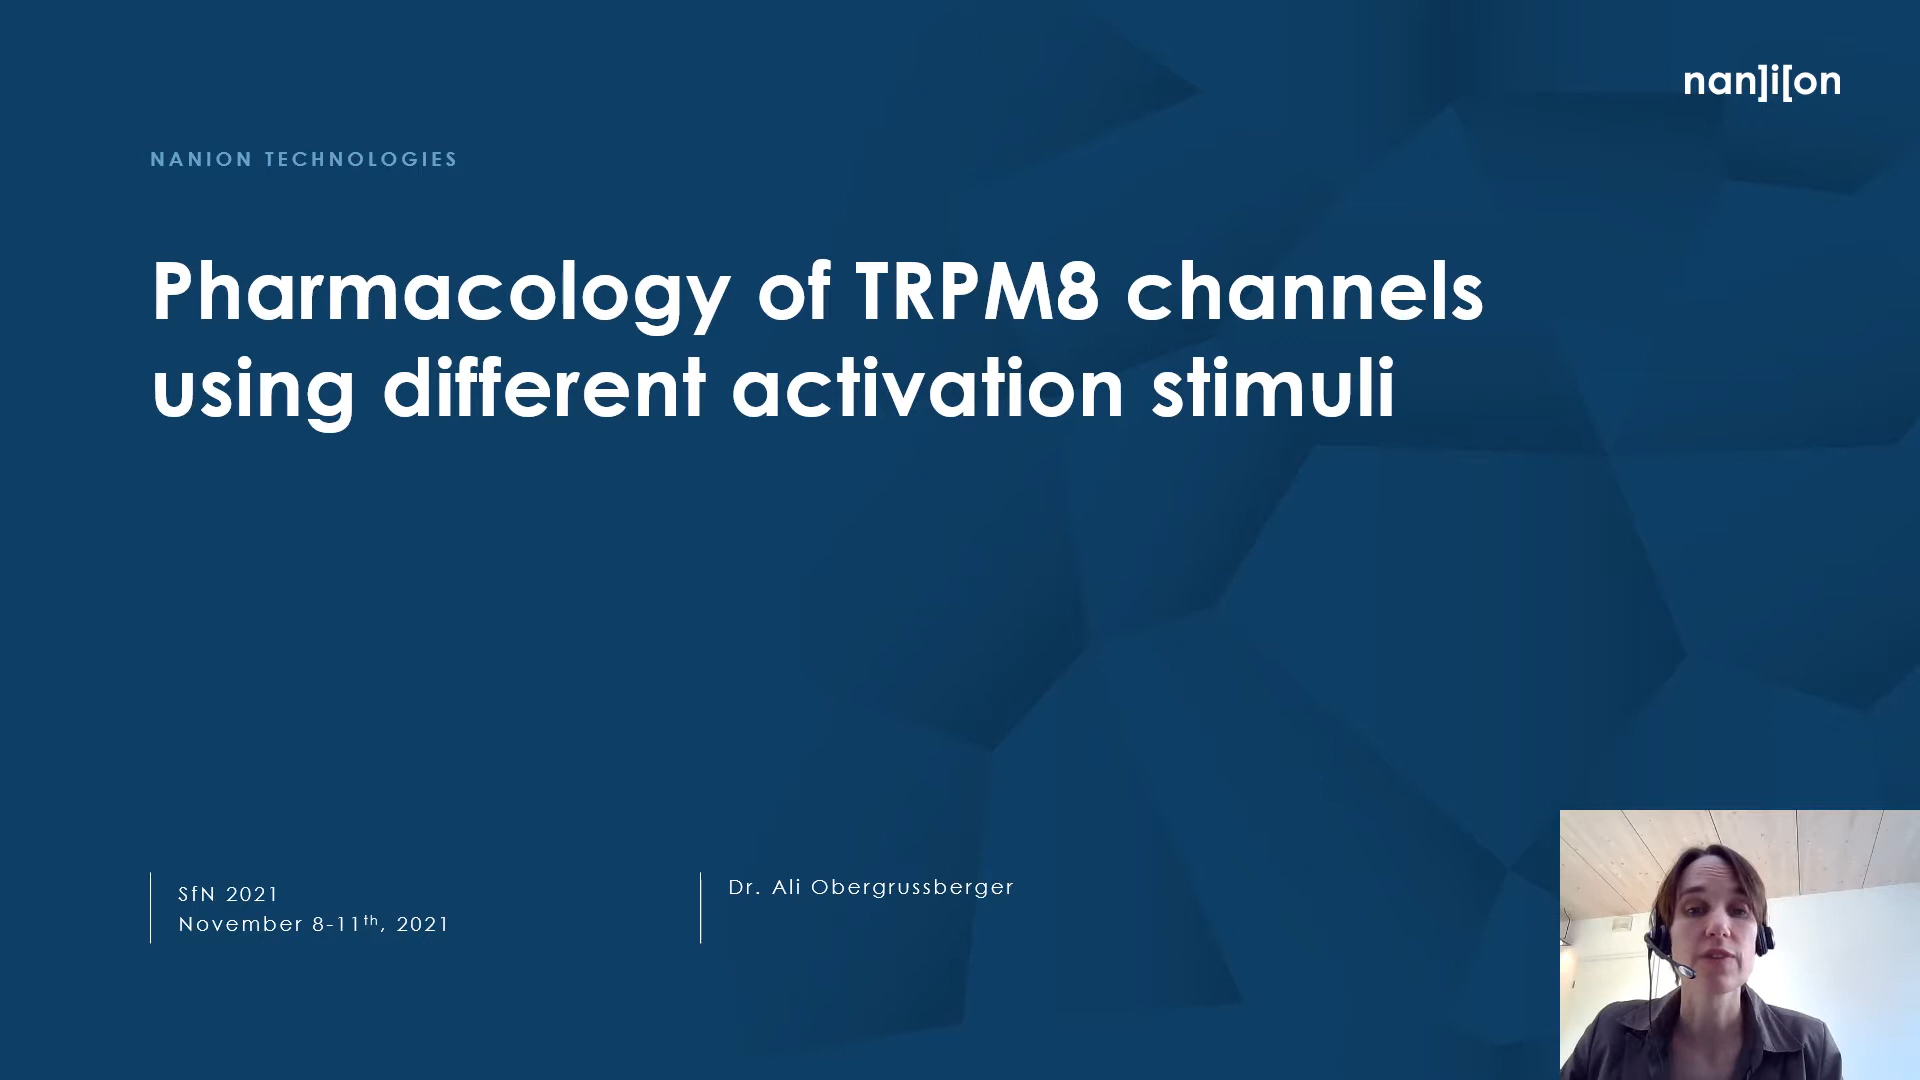 nan]i[on
NANION TECHNOLOGIES
Pharmacology of TRPM8 channels
using different activation stimuli
SfN 2021
November 8-11th, 2021
Dr. Ali Obergrussberger